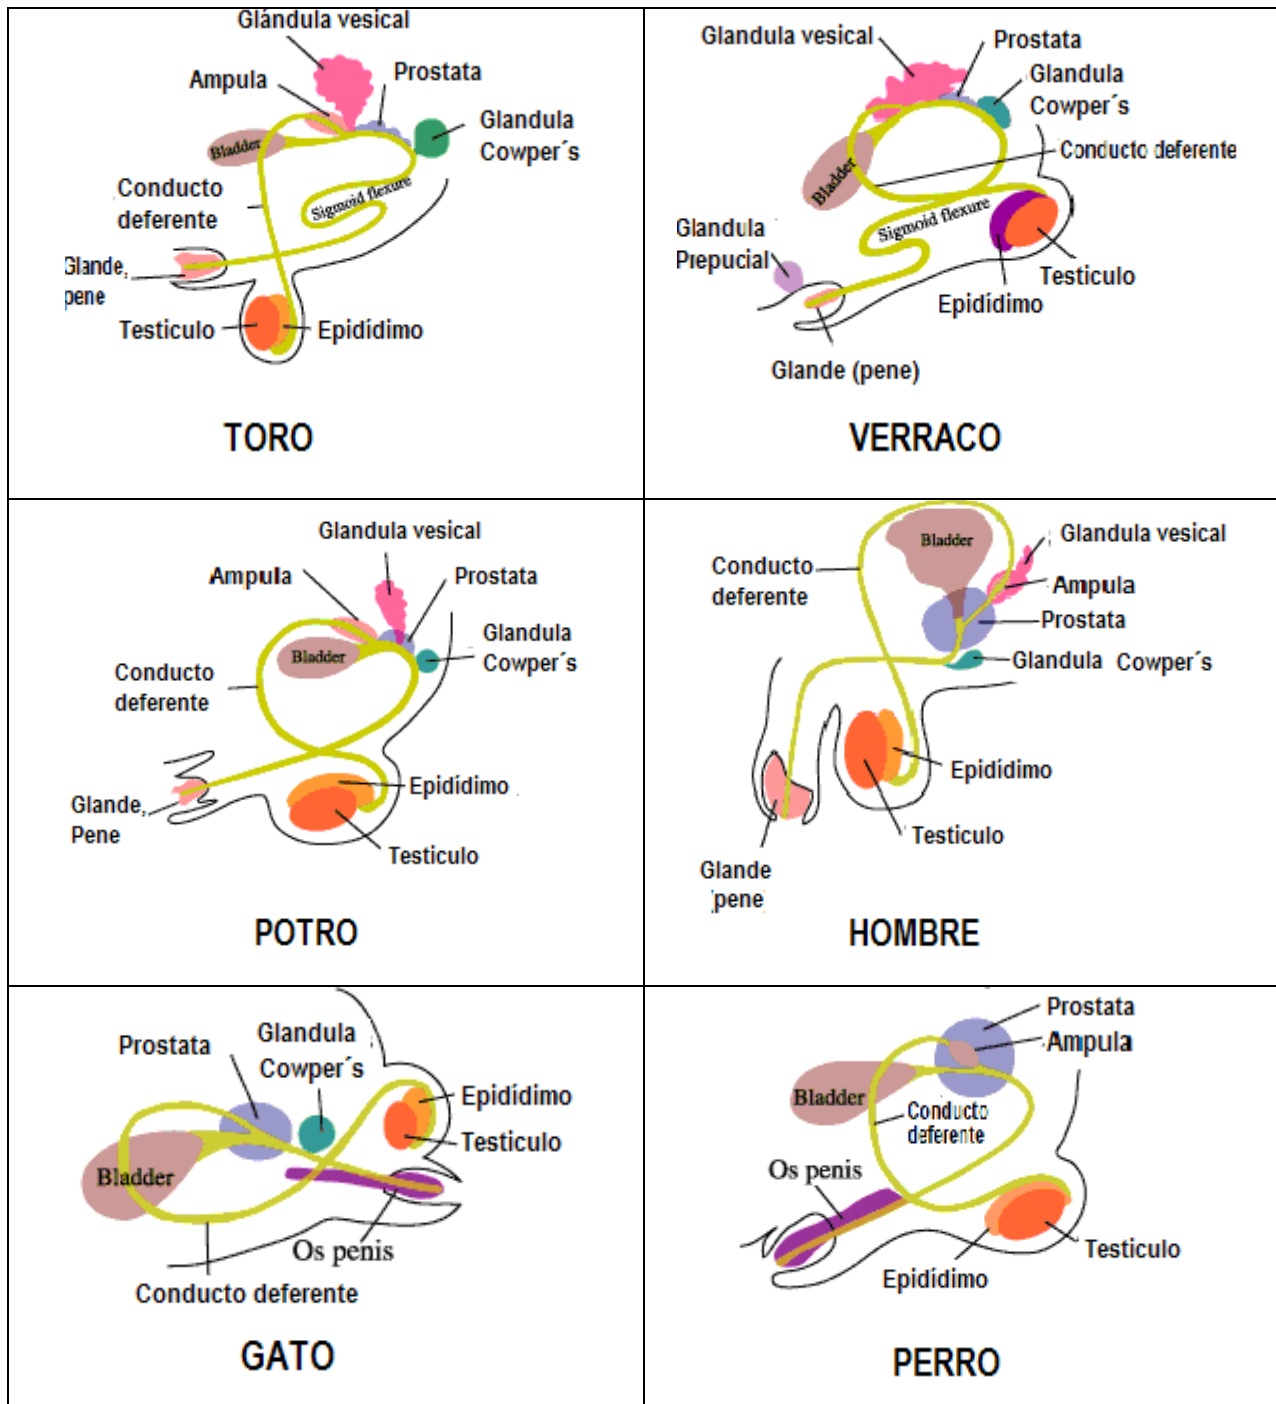 Glándula vesical
Ampula
Prostata
Glandula
Cowper´s
Bladder
Conducto
deferente
Sigmoid flexure
Glande,
pene
Testiculo
Epidídimo
TORO
Glandula vesical
Prostata
Glandula
Cowper´s
Conducto deferente
Bladder
Sigmoid flexure
Glandula
Prepucial
Testiculo
Epidídimo
Glande (pene)
VERRACO
Glandula vesical
Ampula
Prostata
Glandula
Cowper´s
Bladder
Conducto
deferente
Epidídimo
Glande,
Pene
Testiculo
POTRO
Bladder
Glandula vesical
Conducto
deferente
Ampula
Prostata
Glandula Cowper´s
Epidídimo
Testiculo
Glande
(pene)
HOMBRE
Glandula
Cowper´s
Prostata
Epidídimo
Testiculo
Bladder
Os penis
Conducto deferente
GATO
Prostata
Ampula
Bladder
Conducto
deferente
Os penis
Testiculo
Epidídimo
PERRO